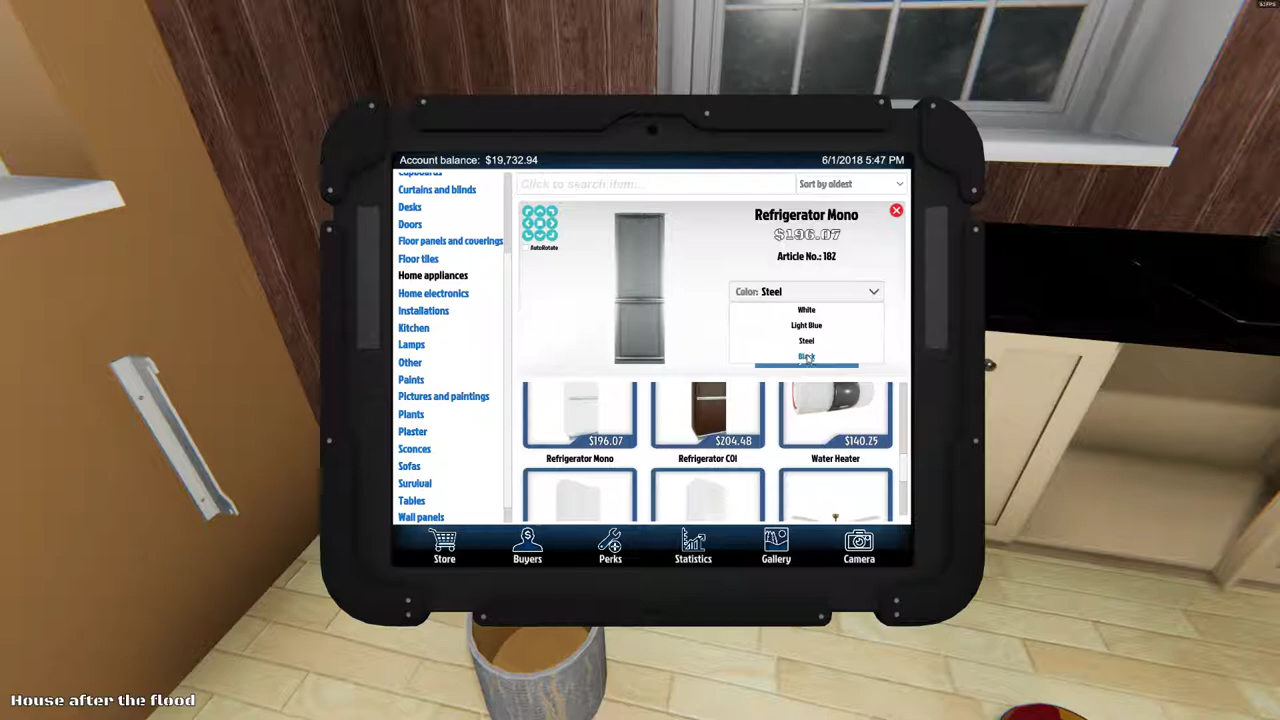 Account balance: $19,732.94
6/1/2018 5:47 PM
Cupboards
Curtains and blinds
Desks
Doors
Floor panels and coverings
Floor tiles
Home appliances
Home electronics
Installations
Kitchen
Lamps
Other
Paints
Pictures and paintings
Plants
Plaster
Sconces
Sofas
Survival
Tables
Wall panels
Click to search item...
Sort by oldest
AutoRotate
Refrigerator Mono
$196.07
Article No.: 182
Color: Steel
White
Light Blue
Steel
Black
$196.07
$204.48
$140.25
Refrigerator Mono
Refrigerator COI
Water Heater
Store
Buyers
Perks
Statistics
Gallery
Camera
House after the flood